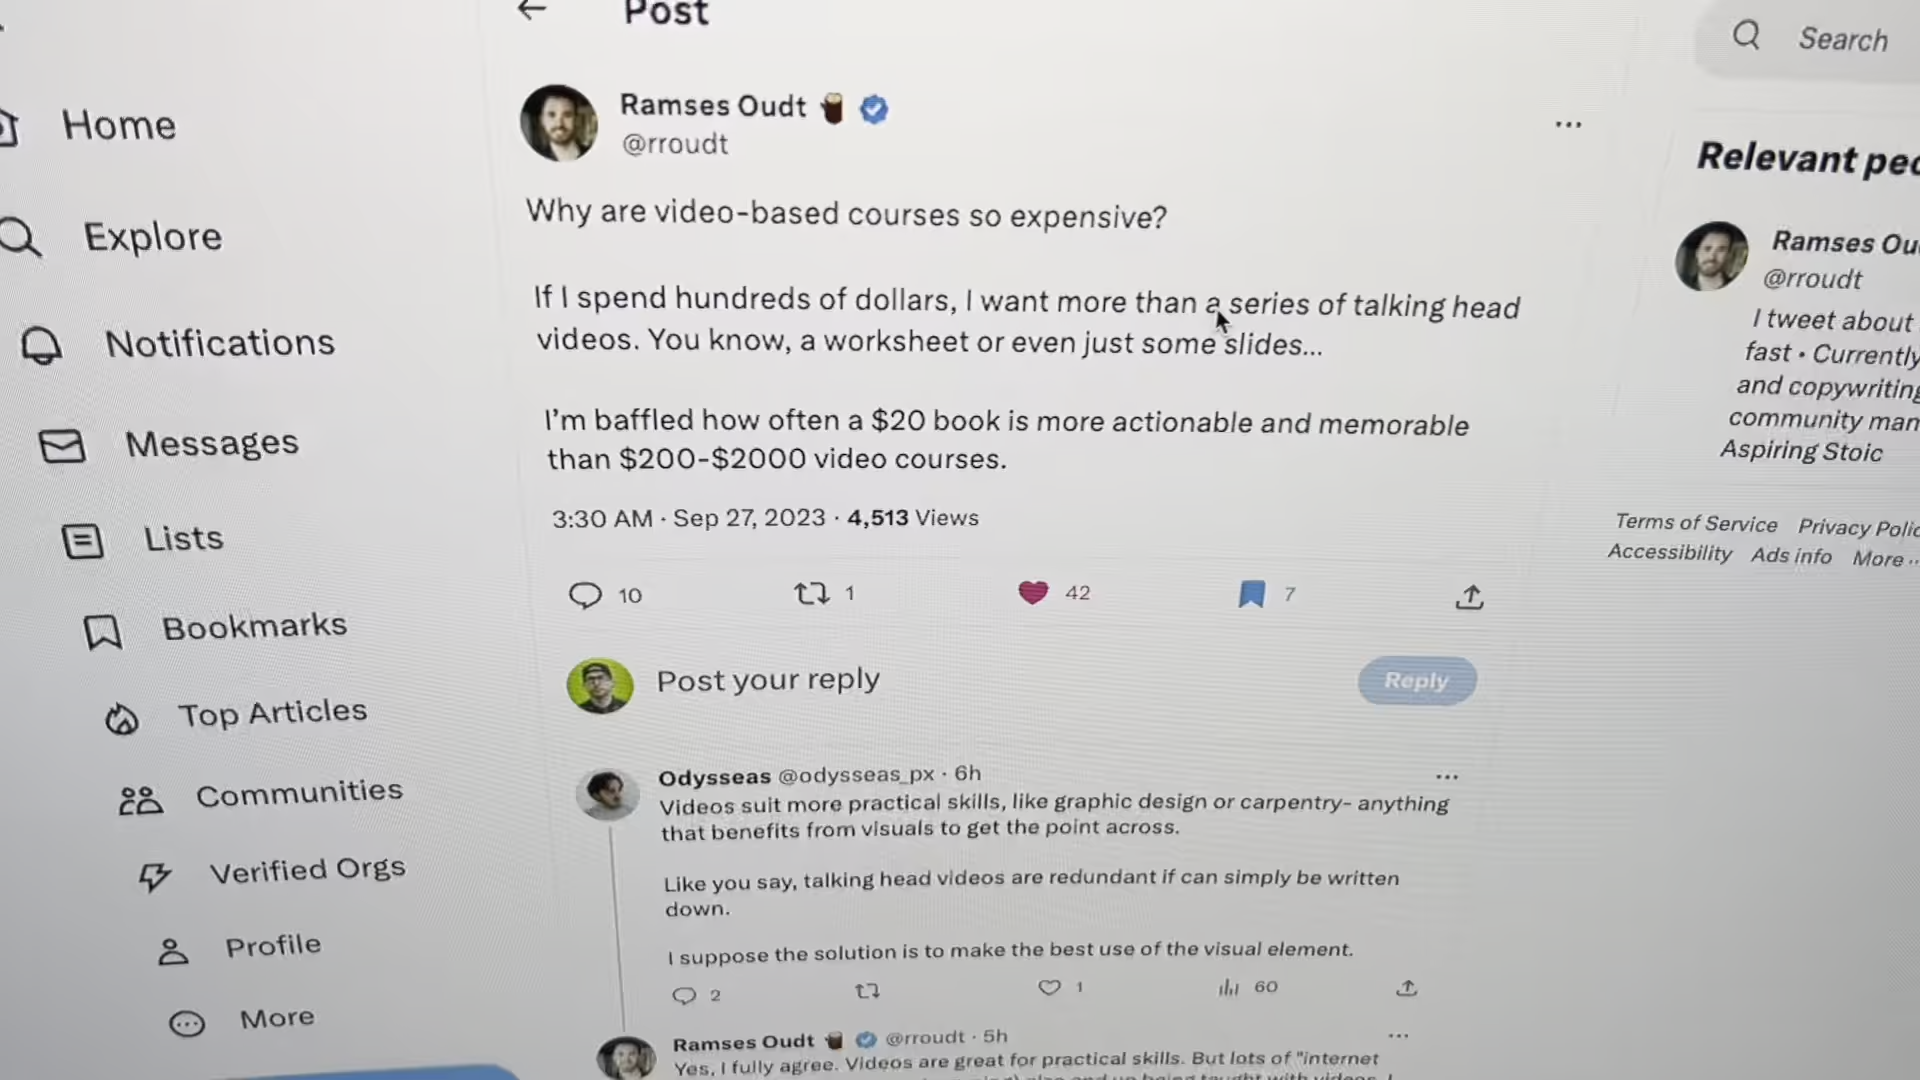 Post
Search
Home
Explore
Notifications
Messages
Lists
Bookmarks
Top Articles
Communities
Verified Orgs
Profile
More
Ramses Oudt
@rroudt
Why are video-based courses so expensive?
If I spend hundreds of dollars, I want more than a series of talking head
videos. You know, a worksheet or even just some slides...
I'm baffled how often a $20 book is more actionable and memorable
than $200-$2000 video courses.
3:30 AM · Sep 27, 2023 · 4,513 Views
10 1 42 7
Post your reply
Reply
Odysseas @odysseas_px · 6h
Videos suit more practical skills, like graphic design or carpentry- anything
that benefits from visuals to get the point across.
Like you say, talking head videos are redundant if can simply be written
down.
I suppose the solution is to make the best use of the visual element.
2 1 60
Ramses Oudt @rroudt · 5h
Yes, I fully agree. Videos are great for practical skills. But lots of "internet
being taught with videos. I
Relevant
Ramses
@rroudt
I tweet about
fast • Currently
and copywriting
community
Aspiring Stoic
Terms of Service Privacy
Accessibility Ads info More ...